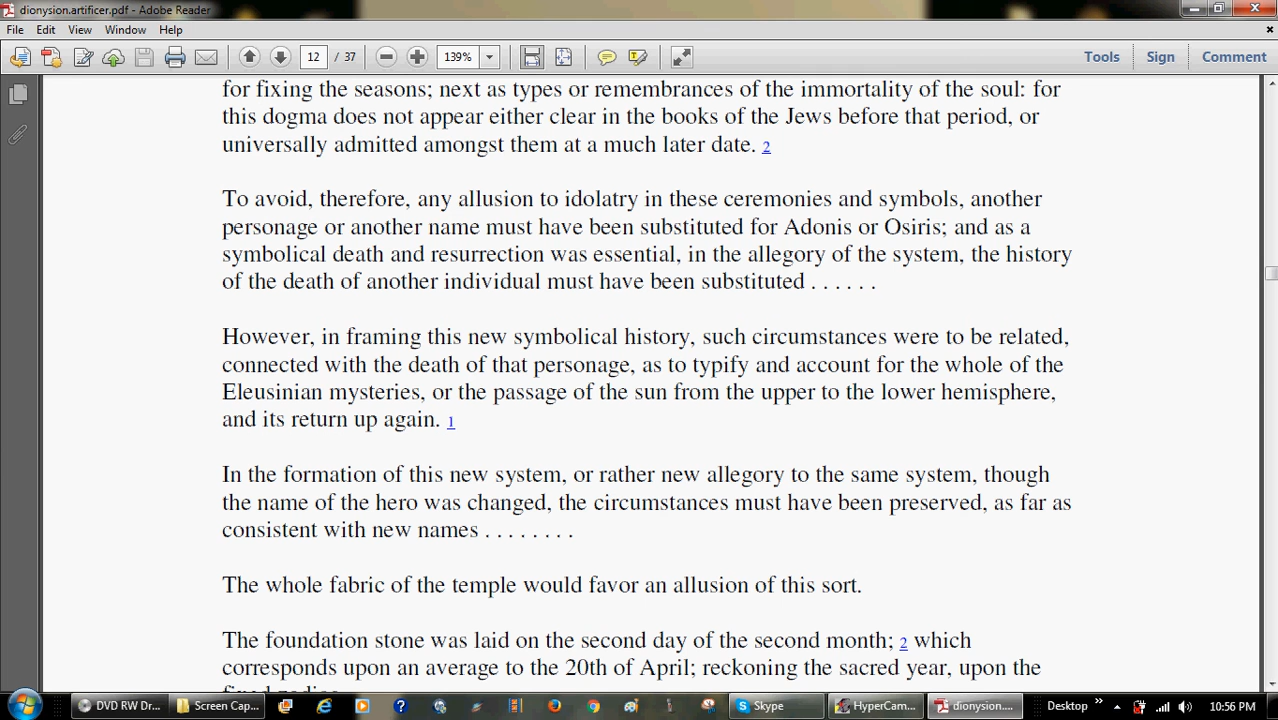 dionysion.artificer.pdf - Adobe Reader
File Edit View Window Help
12 / 37 139% Tools Sign Comment
for fixing the seasons; next as types or remembrances of the immortality of the soul: for
this dogma does not appear either clear in the books of the Jews before that period, or
universally admitted amongst them at a much later date. 2
To avoid, therefore, any allusion to idolatry in these ceremonies and symbols, another
personage or another name must have been substituted for Adonis or Osiris; and as a
symbolical death and resurrection was essential, in the allegory of the system, the history
of the death of another individual must have been substituted . . . . . .
However, in framing this new symbolical history, such circumstances were to be related,
connected with the death of that personage, as to typify and account for the whole of the
Eleusinian mysteries, or the passage of the sun from the upper to the lower hemisphere,
and its return up again. 1
In the formation of this new system, or rather new allegory to the same system, though
the name of the hero was changed, the circumstances must have been preserved, as far as
consistent with new names . . . . . . . .
The whole fabric of the temple would favor an allusion of this sort.
The foundation stone was laid on the second day of the second month; 2 which
corresponds upon an average to the 20th of April; reckoning the sacred year, upon the
fixed zodiac
DVD RW Dr... Screen Cap... Skype HyperCam... dionysion.... Desktop 10:56 PM